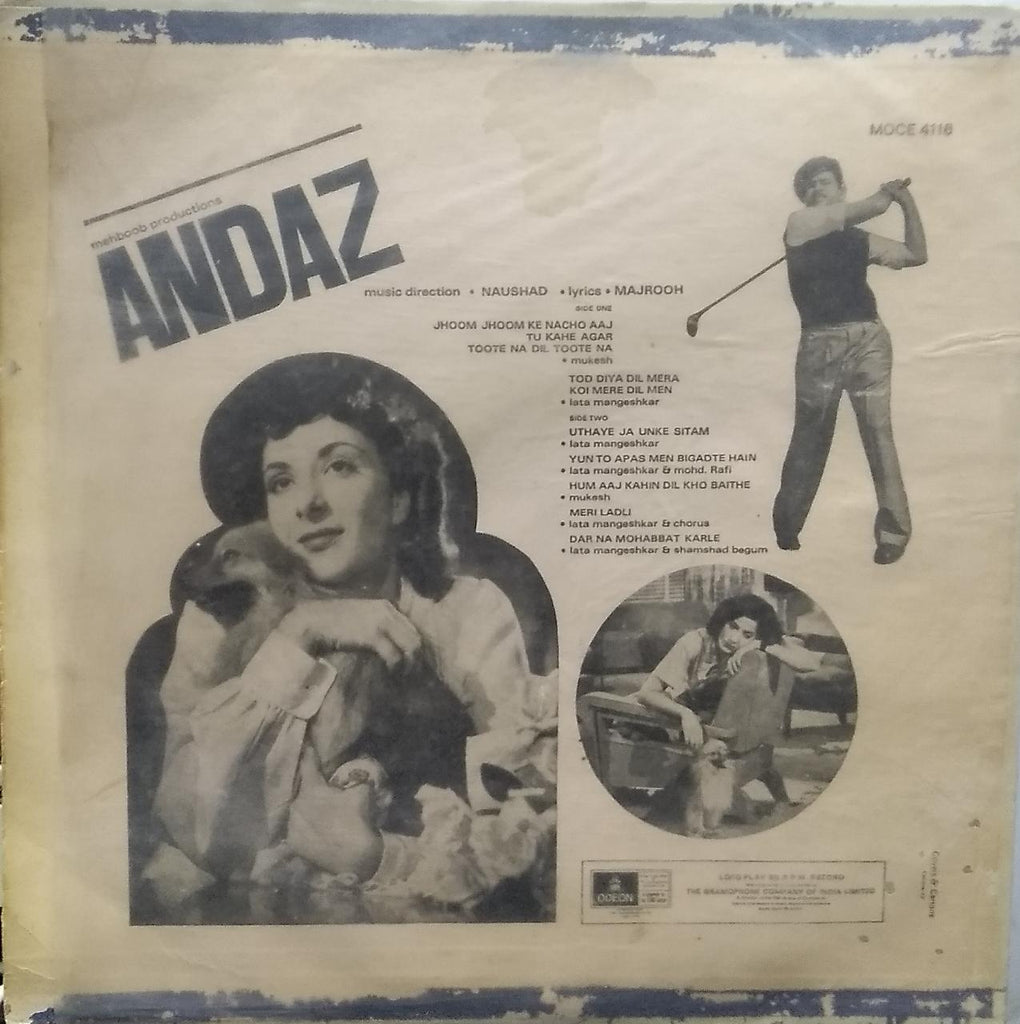 MOCE 4118
mehboob productions
ANDAZ
music direction • NAUSHAD • lyrics • MAJROOH
SIDE ONE
JHOOM JHOOM KE NACHO AAJ
TU KAHE AGAR
TOOTE NA DIL TOOTE NA
• mukesh
TOD DIYA DIL MERA
KOI MERE DIL MEN
• lata mangeshkar
SIDE TWO
UTHAYE JA UNKE SITAM
• lata mangeshkar
YUN TO APAS MEN BIGADTE HAIN
• lata mangeshkar & mohd. Rafi
HUM AAJ KAHIN DIL KHO BAITHE
• mukesh
MERI LADLI
• lata mangeshkar & chorus
DAR NA MOHABBAT KARLE
• lata mangeshkar & shamshad begum
ODEON
LONG PLAY RECORD
THE GRAMOPHONE COMPANY OF INDIA LIMITED